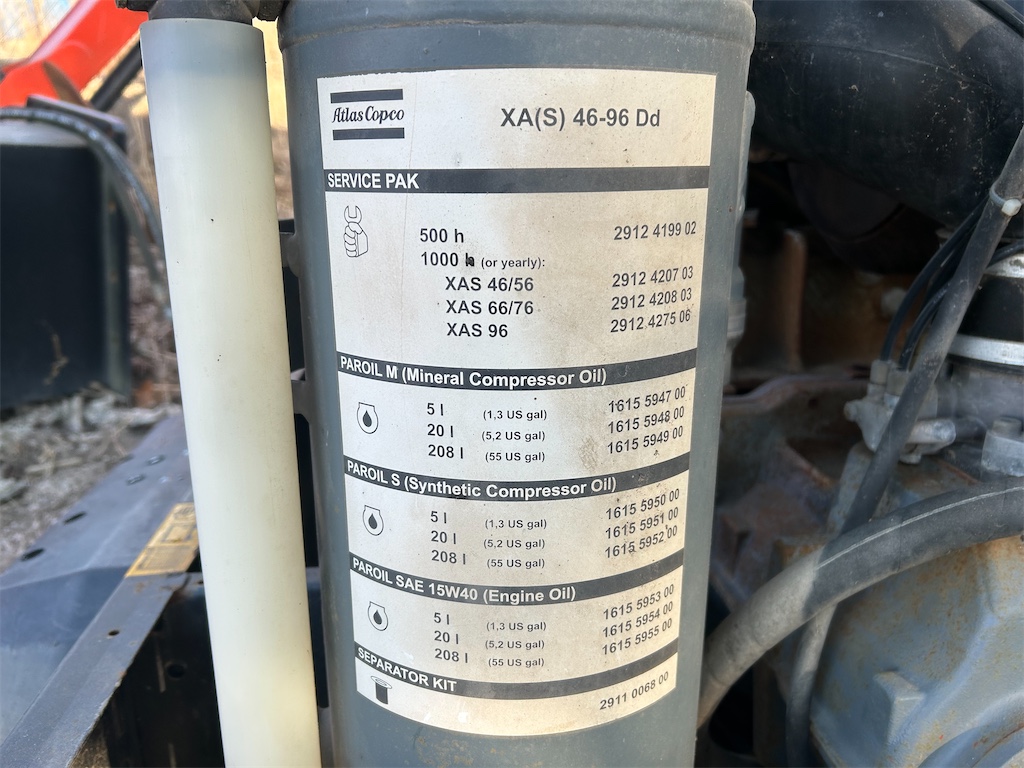 Atlas Copco
XA(S) 46-96 Dd
SERVICE PAK
500 h 2912 4199 02
1000 h (or yearly):
XAS 46/56 2912 4207 03
XAS 66/76 2912 4208 03
XAS 96 2912 4275 06
PAROIL M (Mineral Compressor Oil)
5 l (1,3 US gal) 1615 5947 00
20 l (5,2 US gal) 1615 5948 00
208 l (55 US gal) 1615 5949 00
PAROIL S (Synthetic Compressor Oil)
5 l (1,3 US gal) 1615 5950 00
20 l (5,2 US gal) 1615 5951 00
208 l (55 US gal) 1615 5952 00
PAROIL SAE 15W40 (Engine Oil)
5 l (1,3 US gal) 1615 5953 00
20 l (5,2 US gal) 1615 5954 00
208 l (55 US gal) 1615 5955 00
SEPARATOR KIT
2911 0068 00